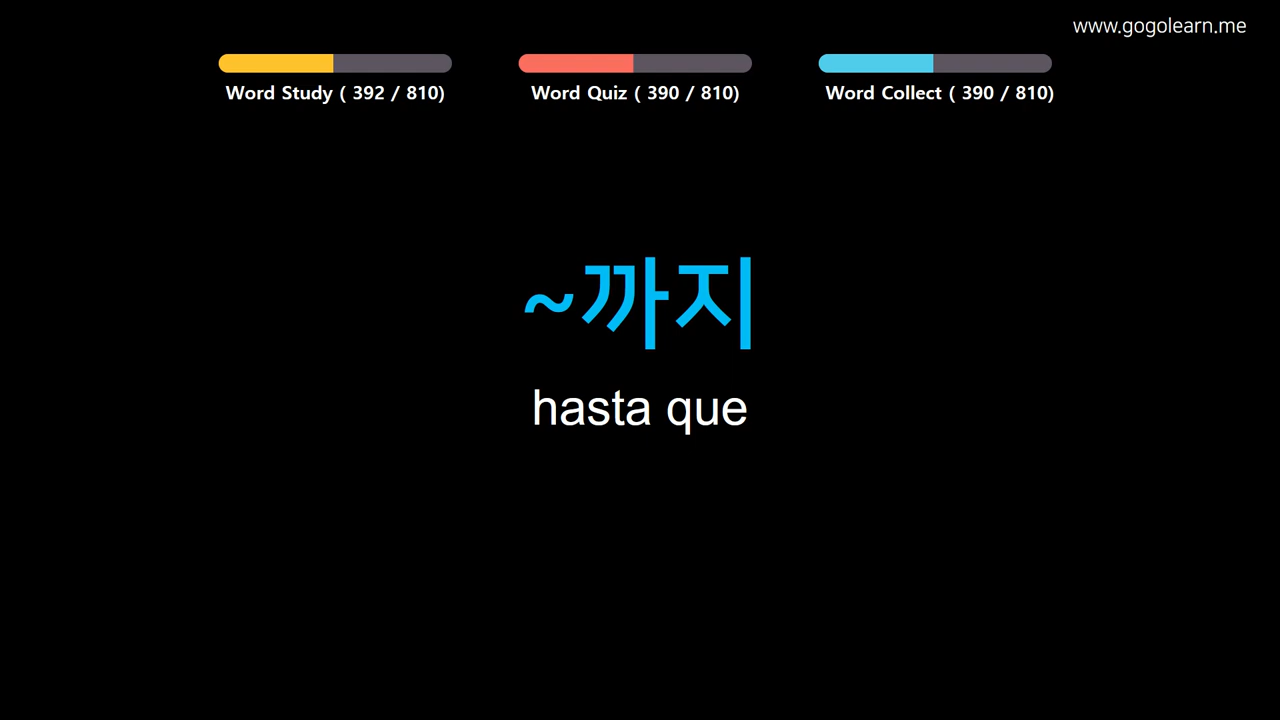 www.gogolearn.me
Word Study ( 392 / 810)
Word Quiz ( 390 / 810)
Word Collect ( 390 / 810)
~까지
hasta que